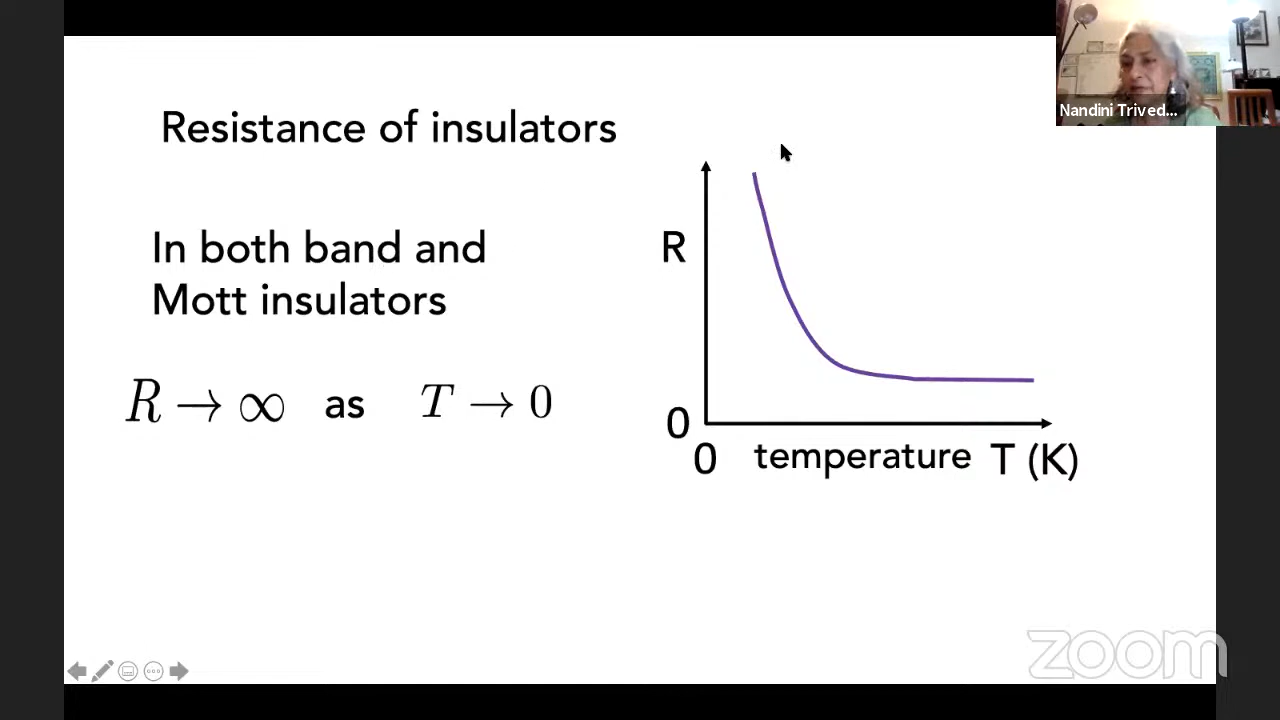 Nandini Trived...
Resistance of insulators
In both band and
Mott insulators
R → ∞ as T → 0
R
0
0 temperature T (K)
zoom